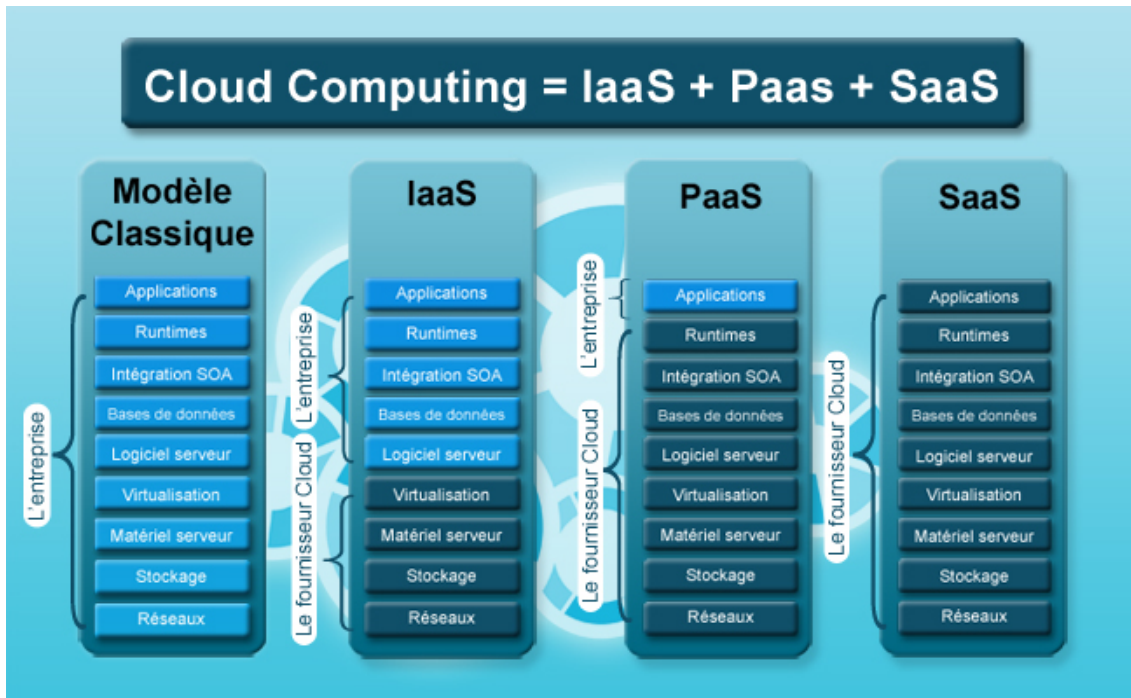 Cloud Computing = IaaS + Paas + SaaS
Modèle
Classique
L'entreprise
Applications
Runtimes
Intégration SOA
Bases de données
Logiciel serveur
Virtualisation
Matériel serveur
Stockage
Réseaux
IaaS
L'entreprise
Le fournisseur Cloud
Applications
Runtimes
Intégration SOA
Bases de données
Logiciel serveur
Virtualisation
Matériel serveur
Stockage
Réseaux
PaaS
L'entreprise
Le fournisseur Cloud
Applications
Runtimes
Intégration SOA
Bases de données
Logiciel serveur
Virtualisation
Matériel serveur
Stockage
Réseaux
SaaS
Le fournisseur Cloud
Applications
Runtimes
Intégration SOA
Bases de données
Logiciel serveur
Virtualisation
Matériel serveur
Stockage
Réseaux